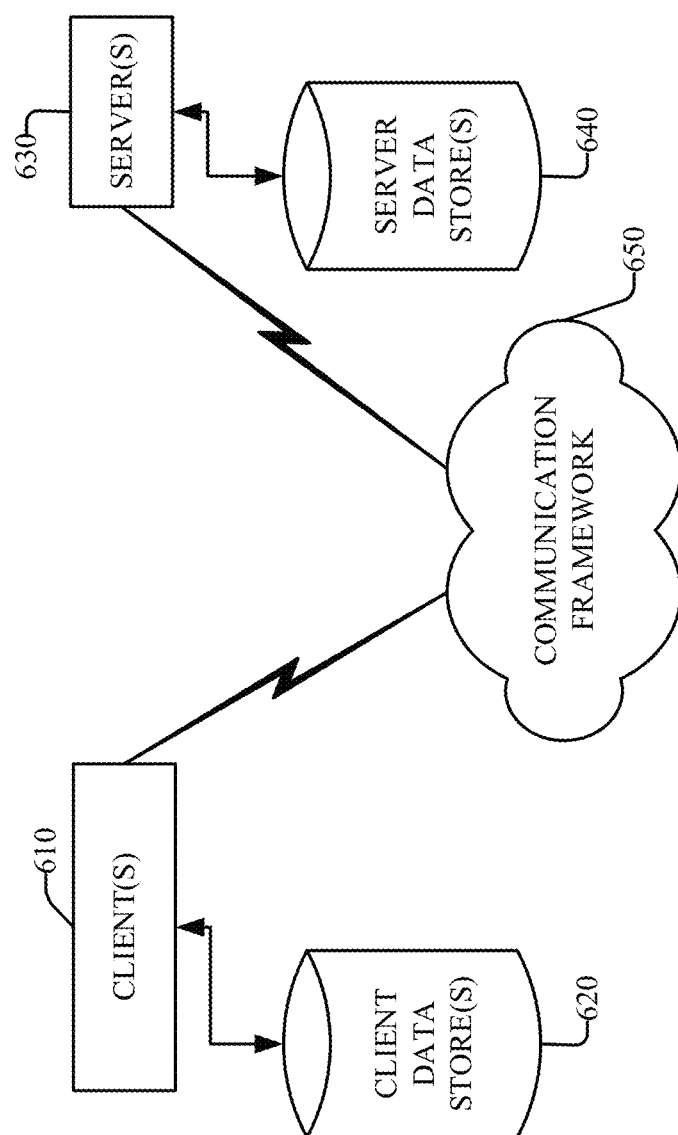 610
CLIENT(S)
630
SERVER(S)
CLIENT
DATA
STORE(S)
620
SERVER
DATA
STORE(S)
640
650
COMMUNICATION
FRAMEWORK